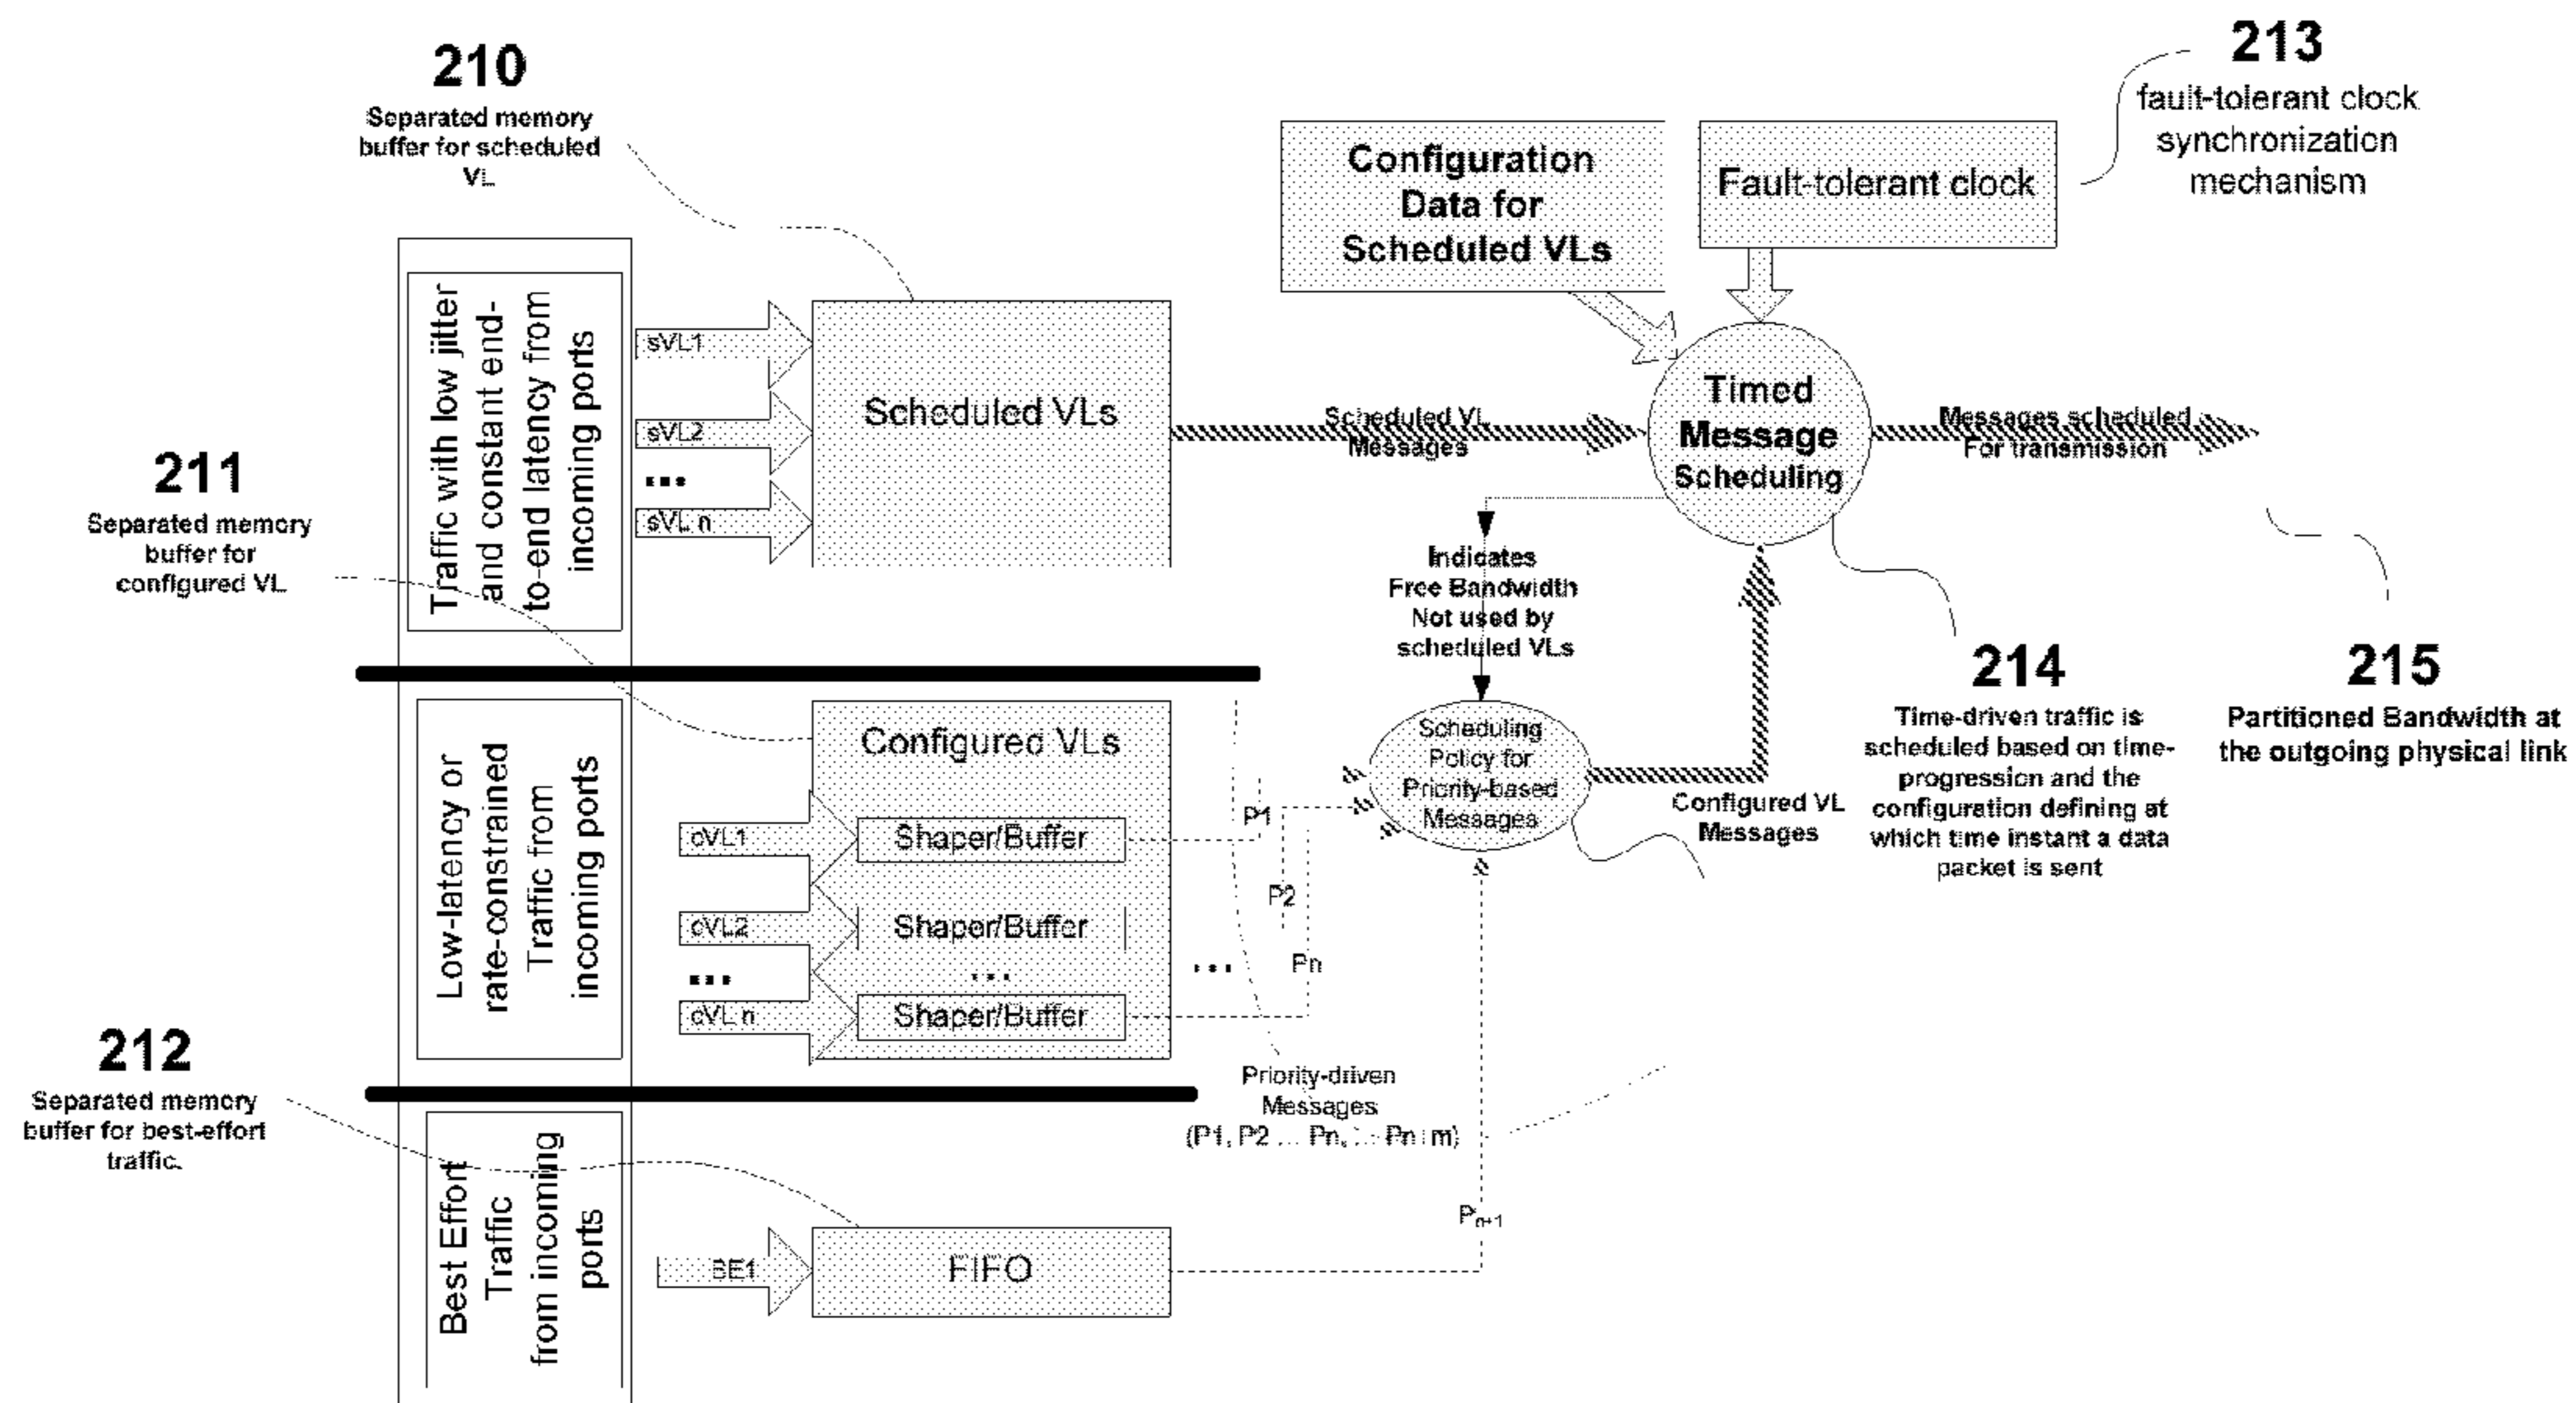 210
Separated memory
buffer for scheduled
VL
213
fault-tolerant clock
synchronization
mechanism
Configuration
Data for
Scheduled VLs
Fault-tolerant clock
Traffic with low jitter
and constant end-
to-end latency from
incoming ports
sVL1
sVL2
...
sVL n
Scheduled VLs
Scheduled VL
Messages
Timed
Message
Scheduling
Messages scheduled
For transmission
211
Separated memory
buffer for
configured VL
Indicates
Free Bandwidth
Not used by
scheduled VLs
214
Time-driven traffic is
scheduled based on time-
progression and the
configuration defining at
which time instant a data
packet is sent
215
Partitioned Bandwidth at
the outgoing physical link
Low-latency or
rate-constrained
Traffic from
incoming ports
Configured VLs
cVL1
Shaper/Buffer
cVL2
Shaper/Buffer
...
...
...
cVL n
Shaper/Buffer
P1
P2
Pn
Scheduling
Policy for
Priority-based
Messages
Configured VL
Messages
212
Separated memory
buffer for best-effort
traffic.
Priority-driven
Messages
(P1, P2 ... Pn,
Best Effort
Traffic
from incoming
ports
BE1
FIFO
Pn+1